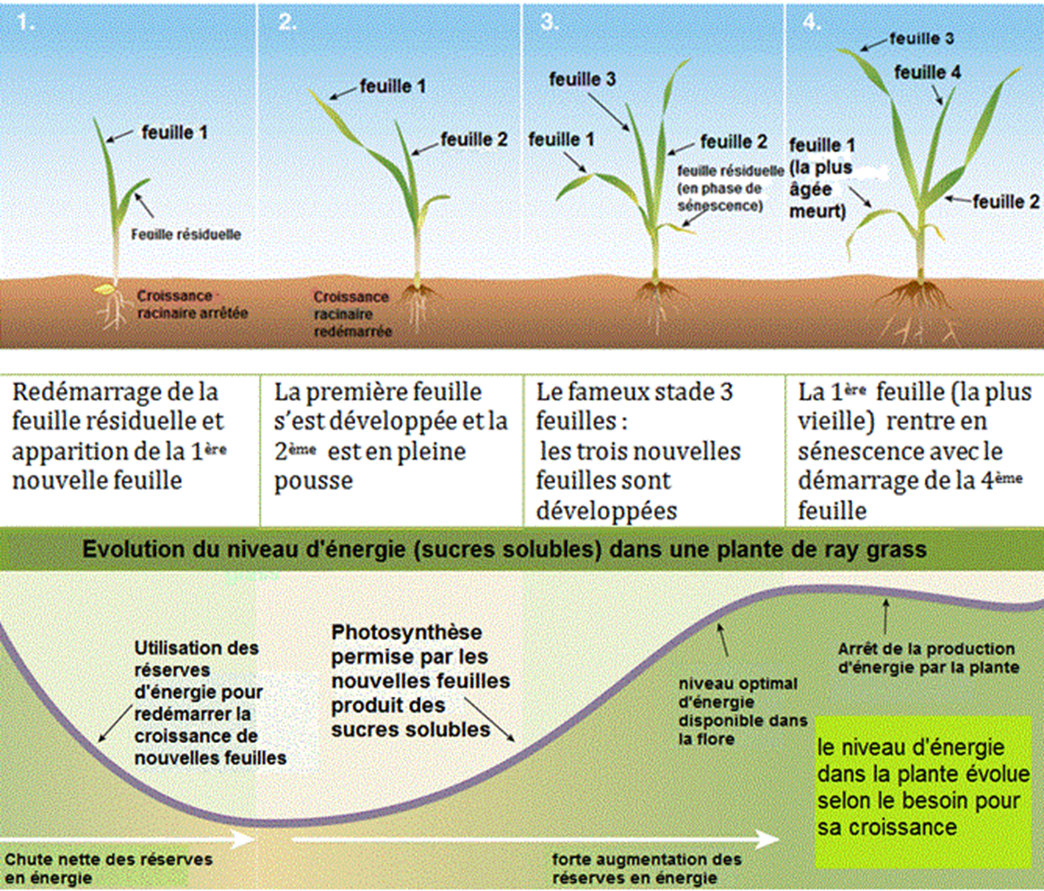 1.
feuille 1
Feuille résiduelle
Croissance
racinaire arrêtée
2.
feuille 1
feuille 2
Croissance
racinaire
redémarrée
3.
feuille 3
feuille 1
feuille 2
feuille résiduelle
(en phase de
sénescence)
4.
feuille 3
feuille 4
feuille 1
(la plus
âgée
meurt)
feuille 2
Redémarrage de la
feuille résiduelle et
apparition de la 1ère
nouvelle feuille
La première feuille
s'est développée et la
2ème est en pleine
pousse
Le fameux stade 3
feuilles :
les trois nouvelles
feuilles sont
développées
La 1ère feuille (la plus
vieille) rentre en
sénescence avec le
démarrage de la 4ème
feuille
Evolution du niveau d'énergie (sucres solubles) dans une plante de ray grass
Utilisation des
réserves
d'énergie pour
redémarrer la
croissance de
nouvelles feuilles
Photosynthèse
permise par les
nouvelles feuilles
produit des
sucres solubles
niveau optimal
d'énergie
disponible dans
la flore
Arrêt de la production
d'énergie par la plante
le niveau d'énergie
dans la plante évolue
selon le besoin pour
sa croissance
Chute nette des réserves
en énergie
forte augmentation des
réserves en énergie